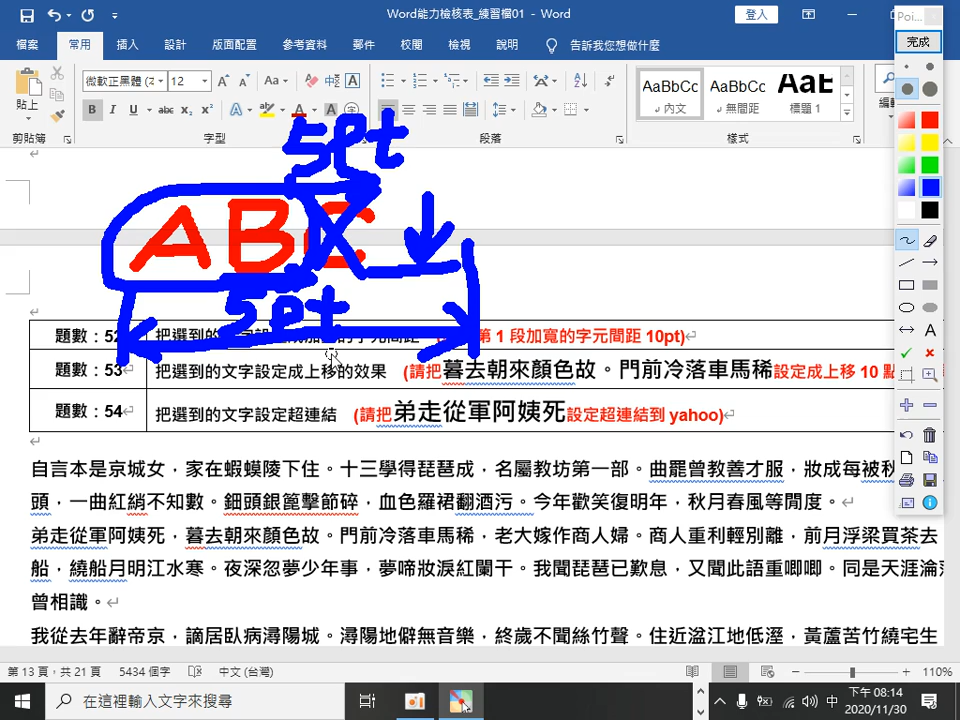 Word能力核核表_練習檔01 - Word
登入
Poi...
檔案 常用 插入 設計 版面配置 參考資料 郵件 校閱 檢視 說明 告訴我您想做什麼
完成
貼上
微軟正黑體 (本 12
AaBbCc AaBbCc AaE
內文 無間距 標題 1
剪貼簿 字型 段落 樣式
5pt
ABC
5pt
題數：52 把選到的文字
第 1 段加寬的字元間距 10pt)
題數：53 把選到的文字設定成上移的效果 (請把暮去朝來顏色故。門前冷落車馬稀設定成上移 10 點
題數：54 把選到的文字設定超連結 (請把弟走從軍阿姨死設定超連結到 yahoo)
自言本是京城女，家在蝦蟆陵下住。十三學得琵琶成，名屬教坊第一部。曲罷曾教善才服，妝成每被秋
頭，一曲紅綃不知數。鈿頭銀篦擊節碎，血色羅裙翻酒污。今年歡笑復明年，秋月春風等閒度。
弟走從軍阿姨死，暮去朝來顏色故。門前冷落車馬稀，老大嫁作商人婦。商人重利輕別離，前月浮梁買茶去
船，繞船月明江水寒。夜深忽夢少年事，夢啼妝淚紅闌干。我聞琵琶已歎息，又聞此語重唧唧。同是天涯淪
曾相識。
我從去年辭帝京，謫居臥病潯陽城。潯陽地僻無音樂，終歲不聞絲竹聲。住近湓江地低溼，黃蘆苦竹繞宅生
第 13 頁，共 21 頁 5434 個字 中文 (台灣) 110%
在這裡輸入文字來搜尋
中
下午 08:14
2020/11/30